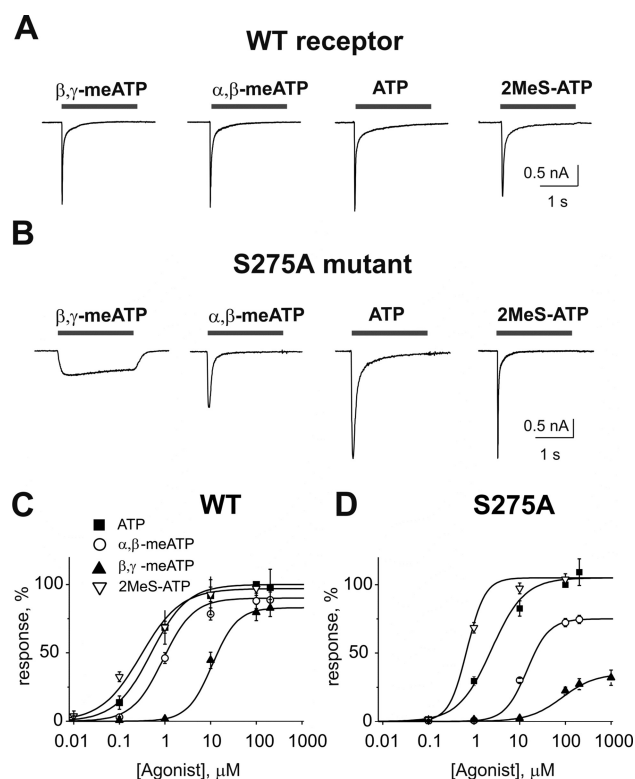 A
WT receptor
β,γ-meATP α,β-meATP ATP 2MeS-ATP
0.5 nA
1 s
B
S275A mutant
β,γ-meATP α,β-meATP ATP 2MeS-ATP
0.5 nA
1 s
C WT D S275A
ATP
α,β-meATP
β,γ-meATP
2MeS-ATP
response, %
100
50
0
0.01 0.1 1 10 100 1000
[Agonist], μM
response, %
100
50
0
0.01 0.1 1 10 100 1000
[Agonist], μM